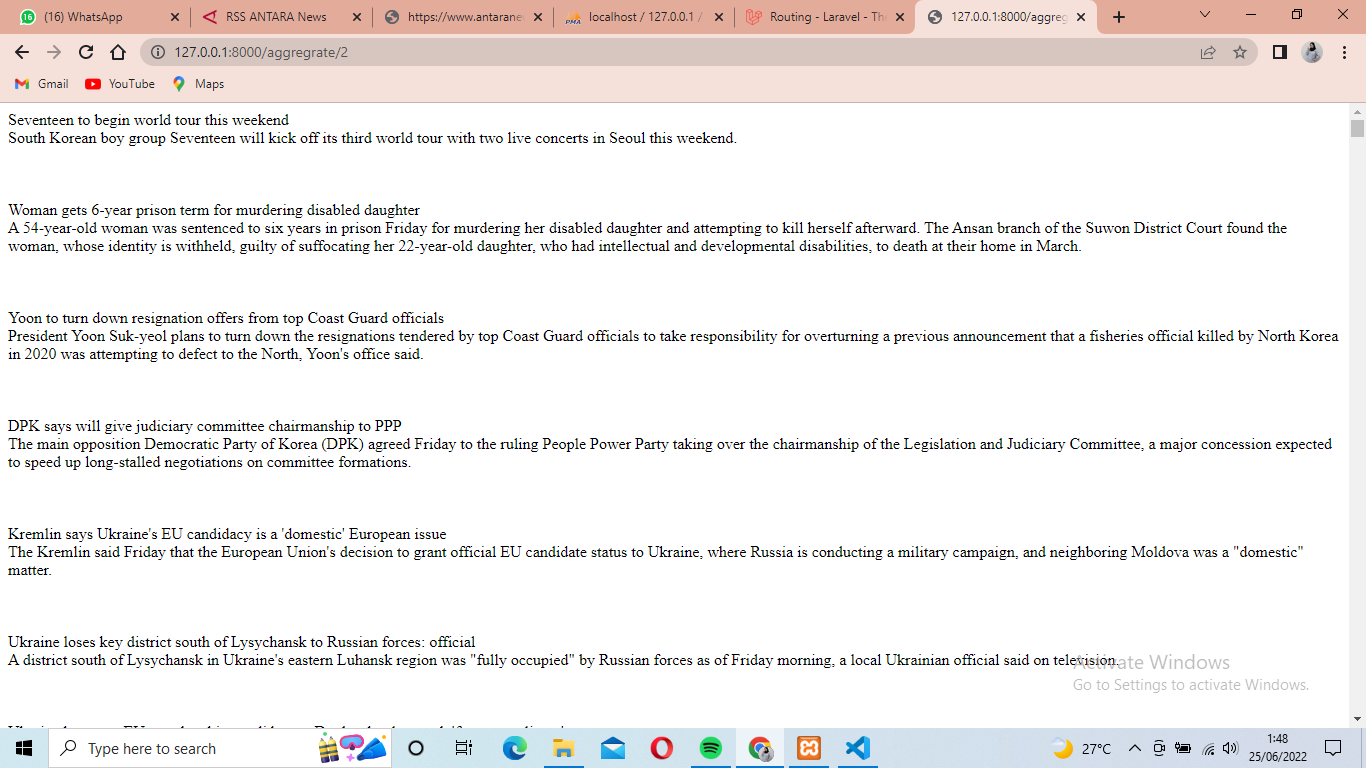 (16) WhatsApp
RSS ANTARA News
https://www.antarane
localhost / 127.0.0.1 /
Routing - Laravel - Th
127.0.0.1:8000/aggreg
127.0.0.1:8000/aggregrate/2
Gmail
YouTube
Maps
Seventeen to begin world tour this weekend
South Korean boy group Seventeen will kick off its third world tour with two live concerts in Seoul this weekend.
Woman gets 6-year prison term for murdering disabled daughter
A 54-year-old woman was sentenced to six years in prison Friday for murdering her disabled daughter and attempting to kill herself afterward. The Ansan branch of the Suwon District Court found the
woman, whose identity is withheld, guilty of suffocating her 22-year-old daughter, who had intellectual and developmental disabilities, to death at their home in March.
Yoon to turn down resignation offers from top Coast Guard officials
President Yoon Suk-yeol plans to turn down the resignations tendered by top Coast Guard officials to take responsibility for overturning a previous announcement that a fisheries official killed by North Korea
in 2020 was attempting to defect to the North, Yoon's office said.
DPK says will give judiciary committee chairmanship to PPP
The main opposition Democratic Party of Korea (DPK) agreed Friday to the ruling People Power Party taking over the chairmanship of the Legislation and Judiciary Committee, a major concession expected
to speed up long-stalled negotiations on committee formations.
Kremlin says Ukraine's EU candidacy is a 'domestic' European issue
The Kremlin said Friday that the European Union's decision to grant official EU candidate status to Ukraine, where Russia is conducting a military campaign, and neighboring Moldova was a "domestic"
matter.
Ukraine loses key district south of Lysychansk to Russian forces: official
A district south of Lysychansk in Ukraine's eastern Luhansk region was "fully occupied" by Russian forces as of Friday morning, a local Ukrainian official said on television.
Activate Windows
Go to Settings to activate Windows.
Type here to search
27°C
1:48
25/06/2022